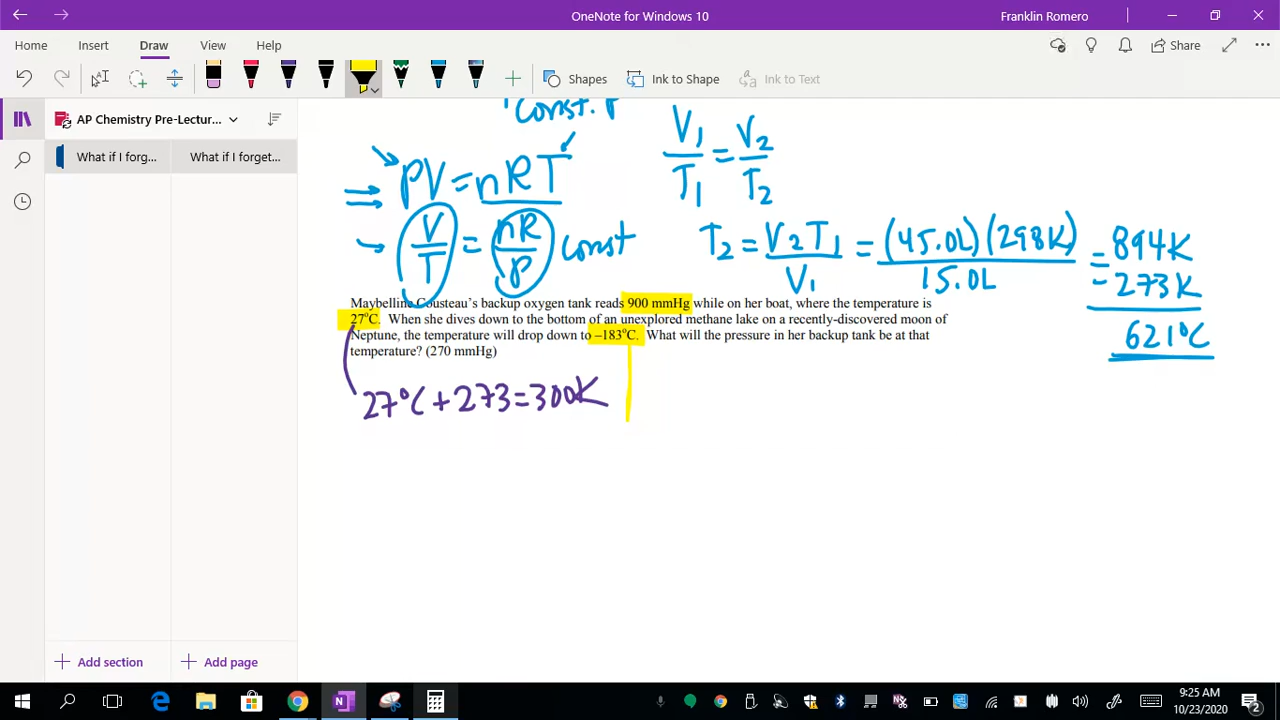 OneNote for Windows 10
Franklin Romero
Home Insert Draw View Help
Share
Shapes
Ink to Shape
Ink to Text
AP Chemistry Pre-Lectur...
What if I forg...
What if I forget...
const. P
PV = nRT
V/T = nR/P const
V1/T1 = V2/T2
T2 = V2T1/V1 = (45.0L)(298K)/15.0L = 894K
- 273K
621°C
Maybelline Cousteau's backup oxygen tank reads 900 mmHg while on her boat, where the temperature is
27°C. When she dives down to the bottom of an unexplored methane lake on a recently-discovered moon of
Neptune, the temperature will drop down to –183°C. What will the pressure in her backup tank be at that
temperature? (270 mmHg)
27°C + 273 = 300K
Add section
Add page
9:25 AM
10/23/2020
2